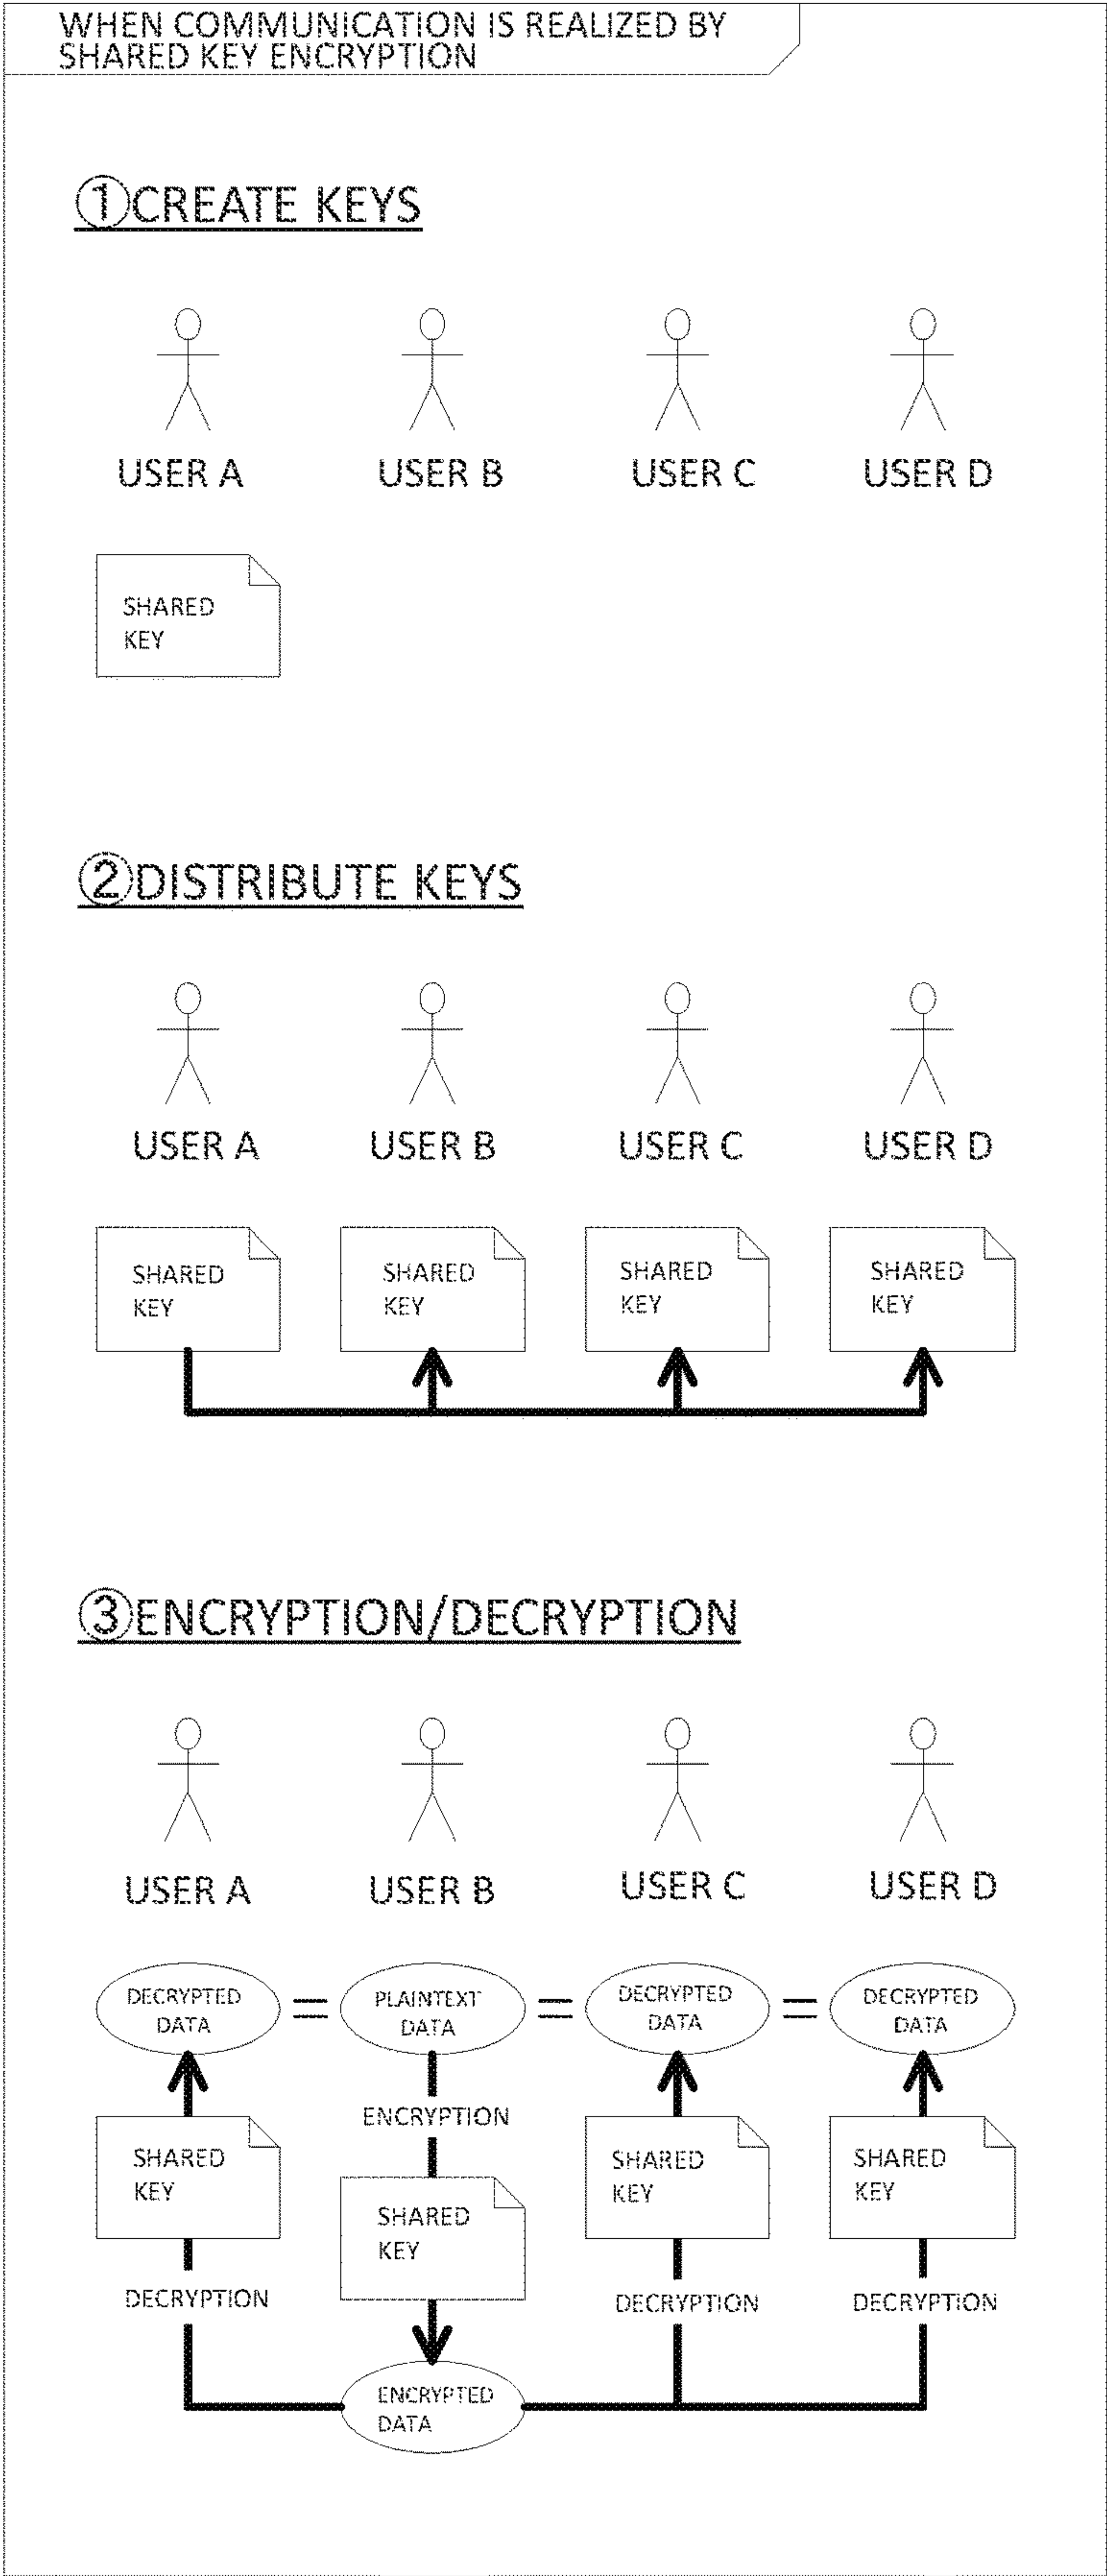 WHEN COMMUNICATION IS REALIZED BY
SHARED KEY ENCRYPTION
①CREATE KEYS
USER A
USER B
USER C
USER D
SHARED
KEY
②DISTRIBUTE KEYS
USER A
USER B
USER C
USER D
SHARED
KEY
SHARED
KEY
SHARED
KEY
SHARED
KEY
③ENCRYPTION/DECRYPTION
USER A
USER B
USER C
USER D
DECRYPTED
DATA
=
PLAINTEXT
DATA
=
DECRYPTED
DATA
=
DECRYPTED
DATA
ENCRYPTION
SHARED
KEY
SHARED
KEY
SHARED
KEY
SHARED
KEY
DECRYPTION
DECRYPTION
DECRYPTION
ENCRYPTED
DATA